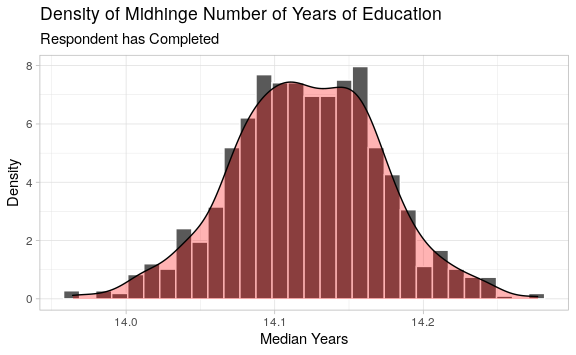 Density of Midhinge Number of Years of Education
Respondent has Completed
8
6
4
2
0
Density
14.0 14.1 14.2
Median Years